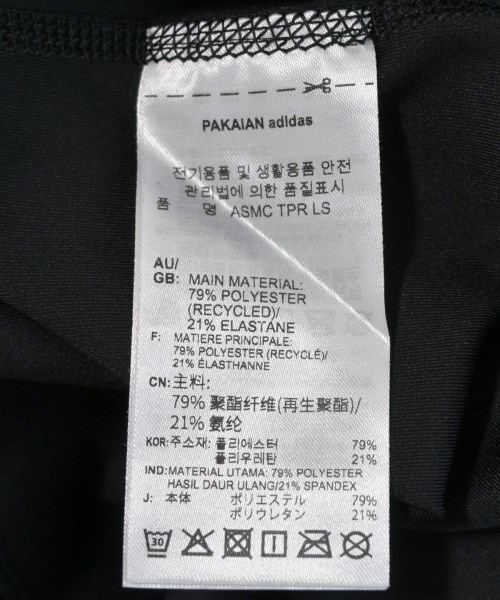 PAKAIAN adidas
전기용품 및 생활용품 안전
관리법에 의한 품질표시
품 명 ASMC TPR LS
AU/
GB: MAIN MATERIAL:
79% POLYESTER
(RECYCLED)/
21% ELASTANE
F: MATIERE PRINCIPALE:
79% POLYESTER (RECYCLÉ)/
21% ÉLASTHANNE
CN: 主料:
79% 聚酯纤维(再生聚酯)/
21% 氨纶
KOR: 주소재: 폴리에스터 79%
폴리우레탄 21%
IND: MATERIAL UTAMA: 79% POLYESTER
HASIL DAUR ULANG/21% SPANDEX
J: 本体 ポリエステル 79%
ポリウレタン 21%
30